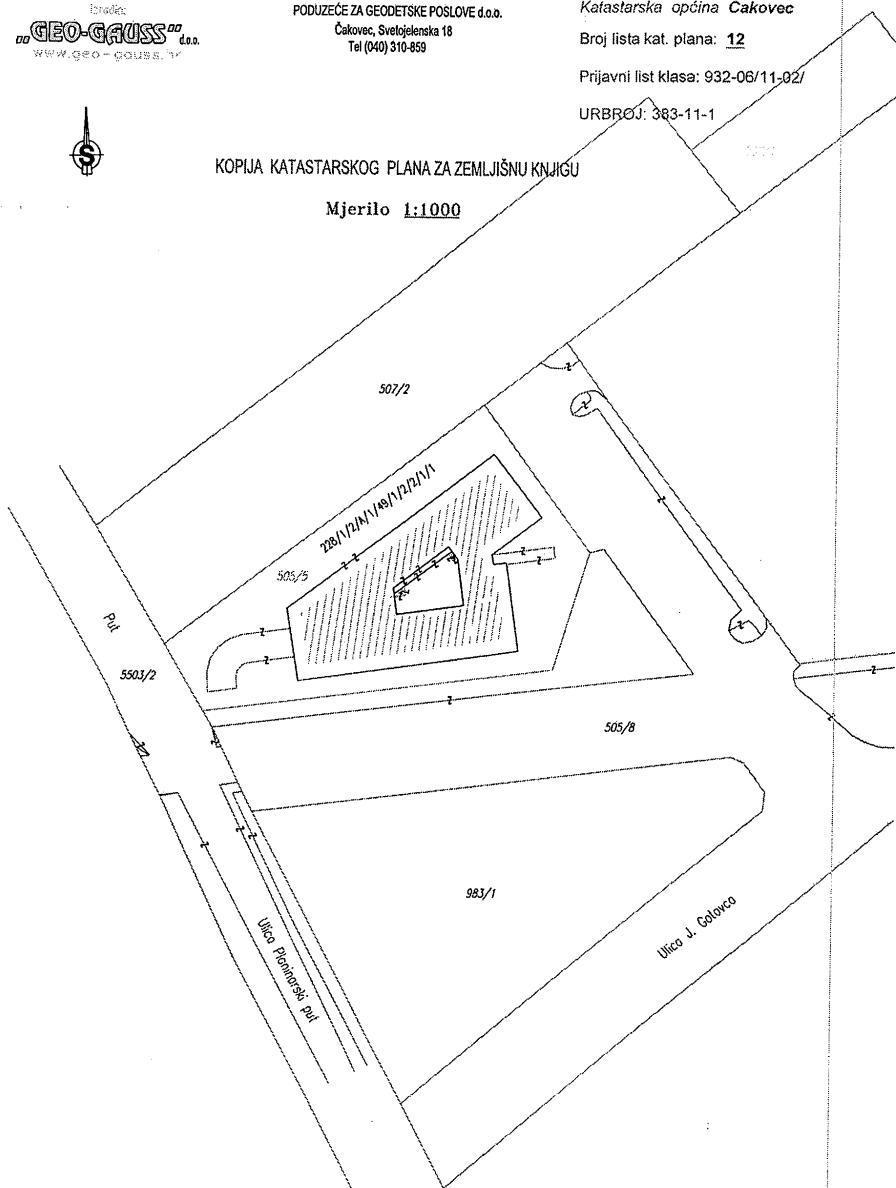 Izradio:
"GEO-GAUSS" d.o.o.
www.geo-gauss.hr
PODUZEĆE ZA GEODETSKE POSLOVE d.o.o.
Čakovec, Svetojelenska 18
Tel (040) 310-859
Katastarska općina Čakovec
Broj lista kat. plana: 12
Prijavni list klasa: 932-06/11-02/
URBROJ: 383-11-1
S
KOPIJA KATASTARSKOG PLANA ZA ZEMLJIŠNU KNJIGU
Mjerilo 1:1000
507/2
228/1/2/A/1/49/1/2/2/1/1
505/5
Put
5503/2
505/8
983/1
Ulica J. Gotovca
Ulica Planinarski put